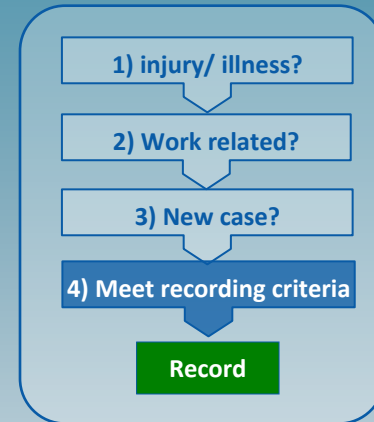 1) injury/ illness?
2) Work related?
3) New case?
4) Meet recording criteria
Record